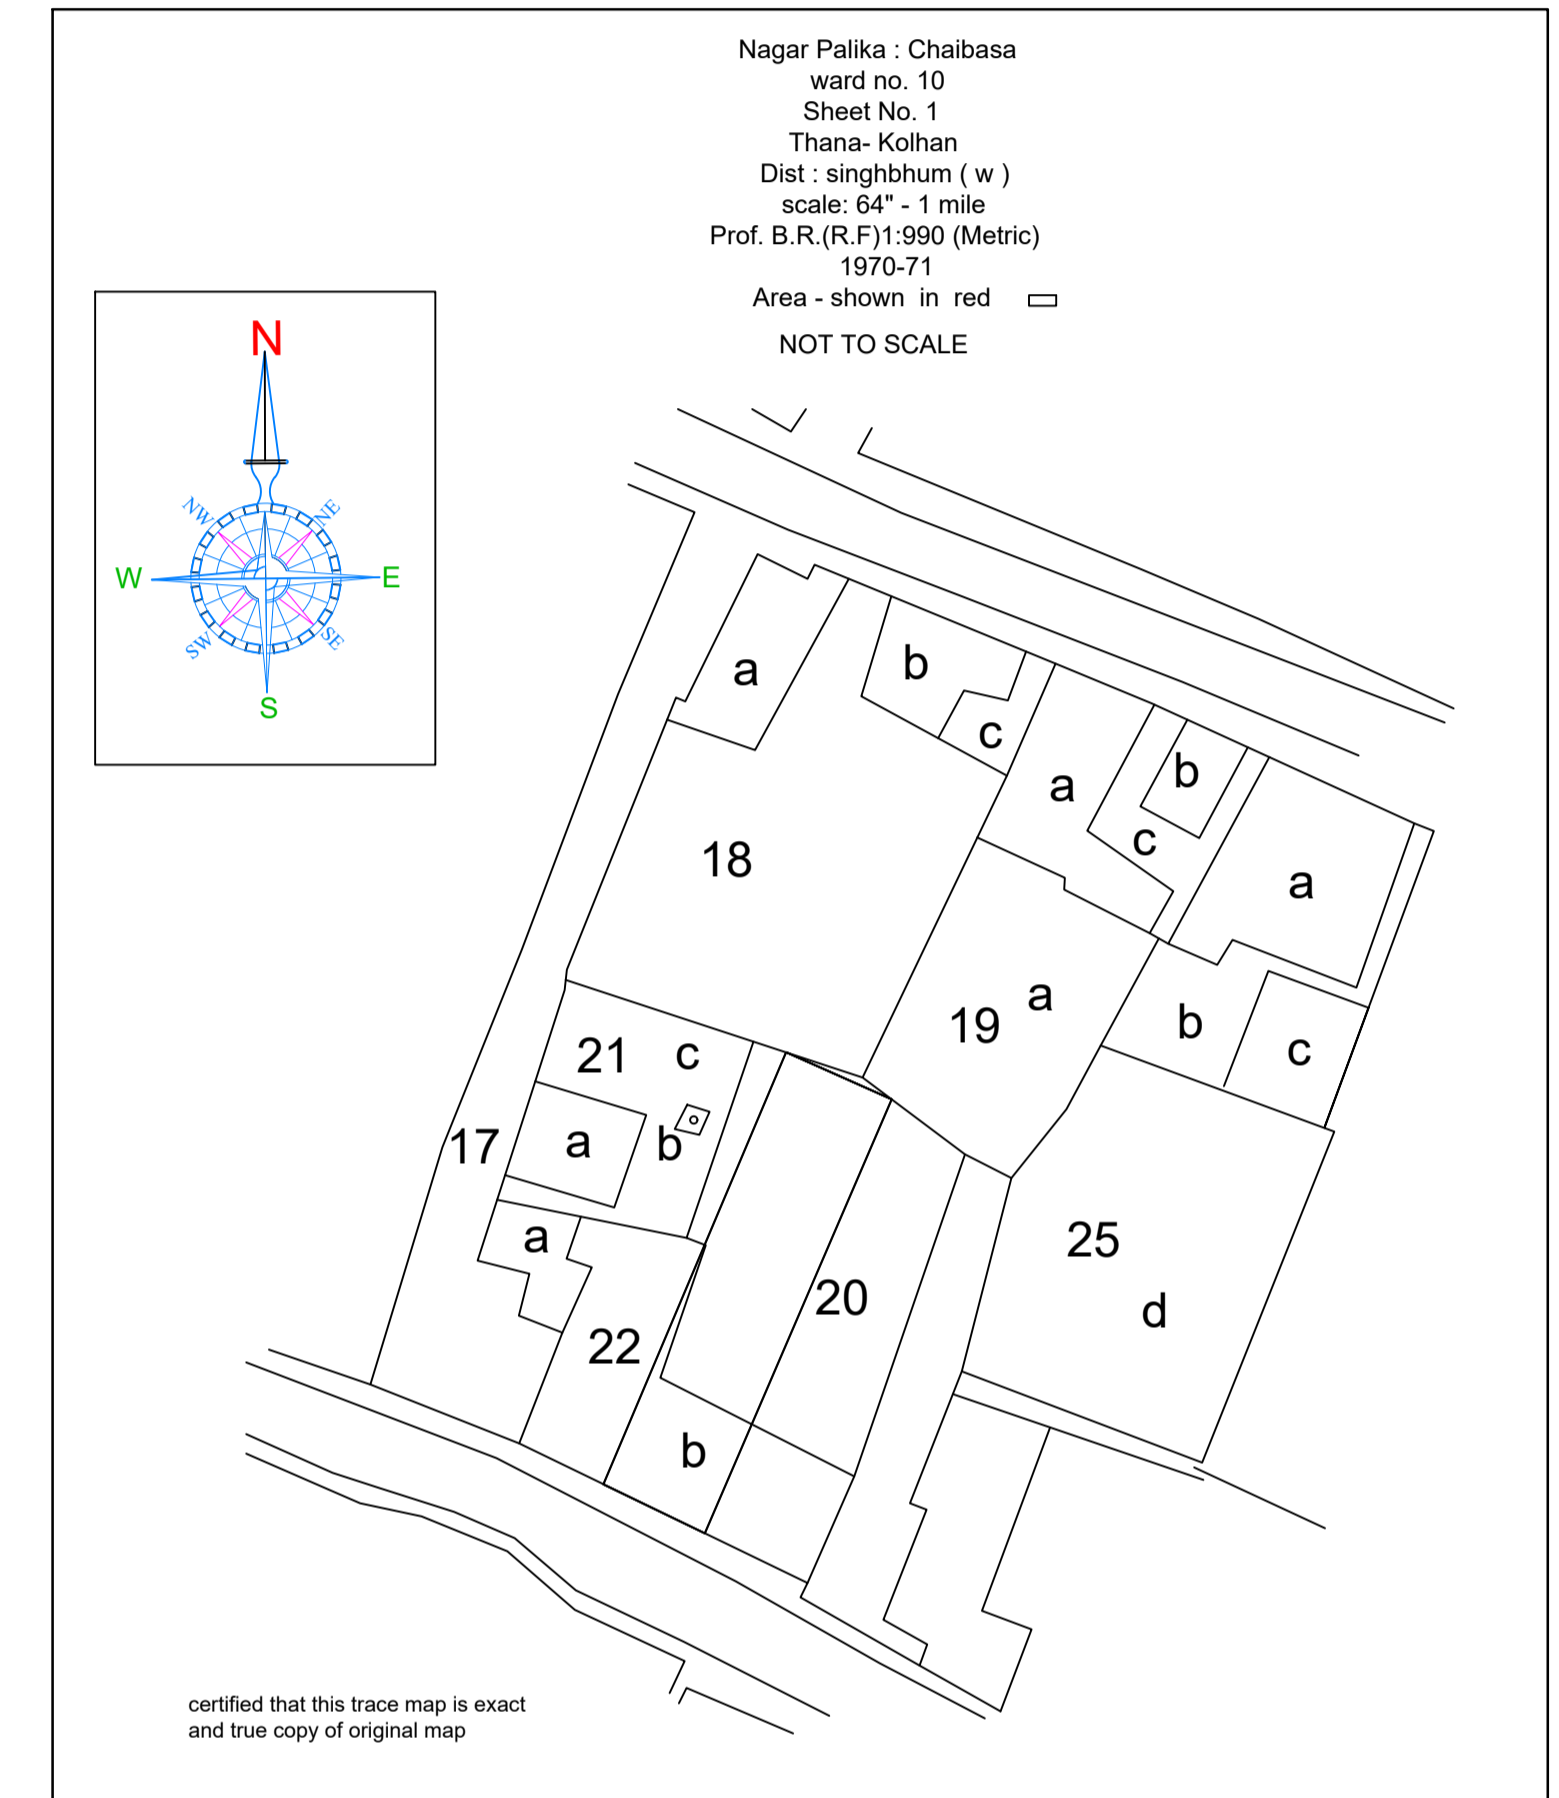 Nagar Palika : Chaibasa
ward no. 10
Sheet No. 1
Thana- Kolhan
Dist : singhbhum ( w )
scale: 64" - 1 mile
Prof. B.R.(R.F)1:990 (Metric)
1970-71
Area - shown in red
NOT TO SCALE
N
NW
NE
W
E
SW
SE
S
a
b
c
a
b
c
a
18
19
a
b
c
21
c
17
a
b
a
25
20
d
22
b
certified that this trace map is exact
and true copy of original map